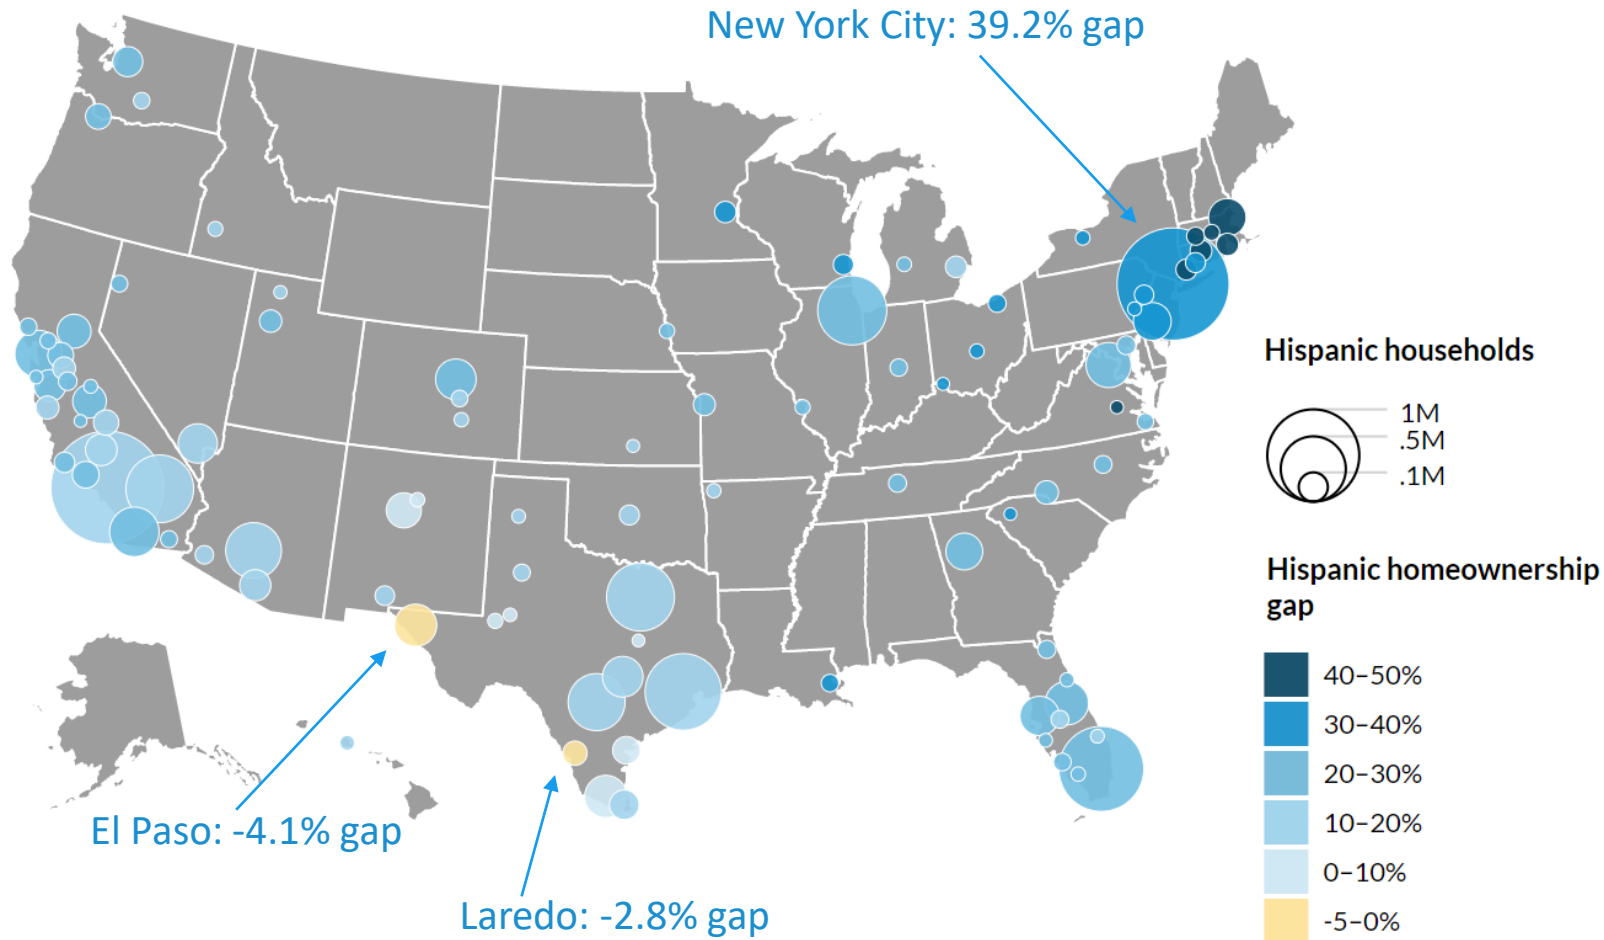 New York City: 39.2% gap
Hispanic households
1M
.5M
.1M
Hispanic homeownership
gap
40–50%
30–40%
20–30%
10–20%
0–10%
-5–0%
El Paso: -4.1% gap
Laredo: -2.8% gap